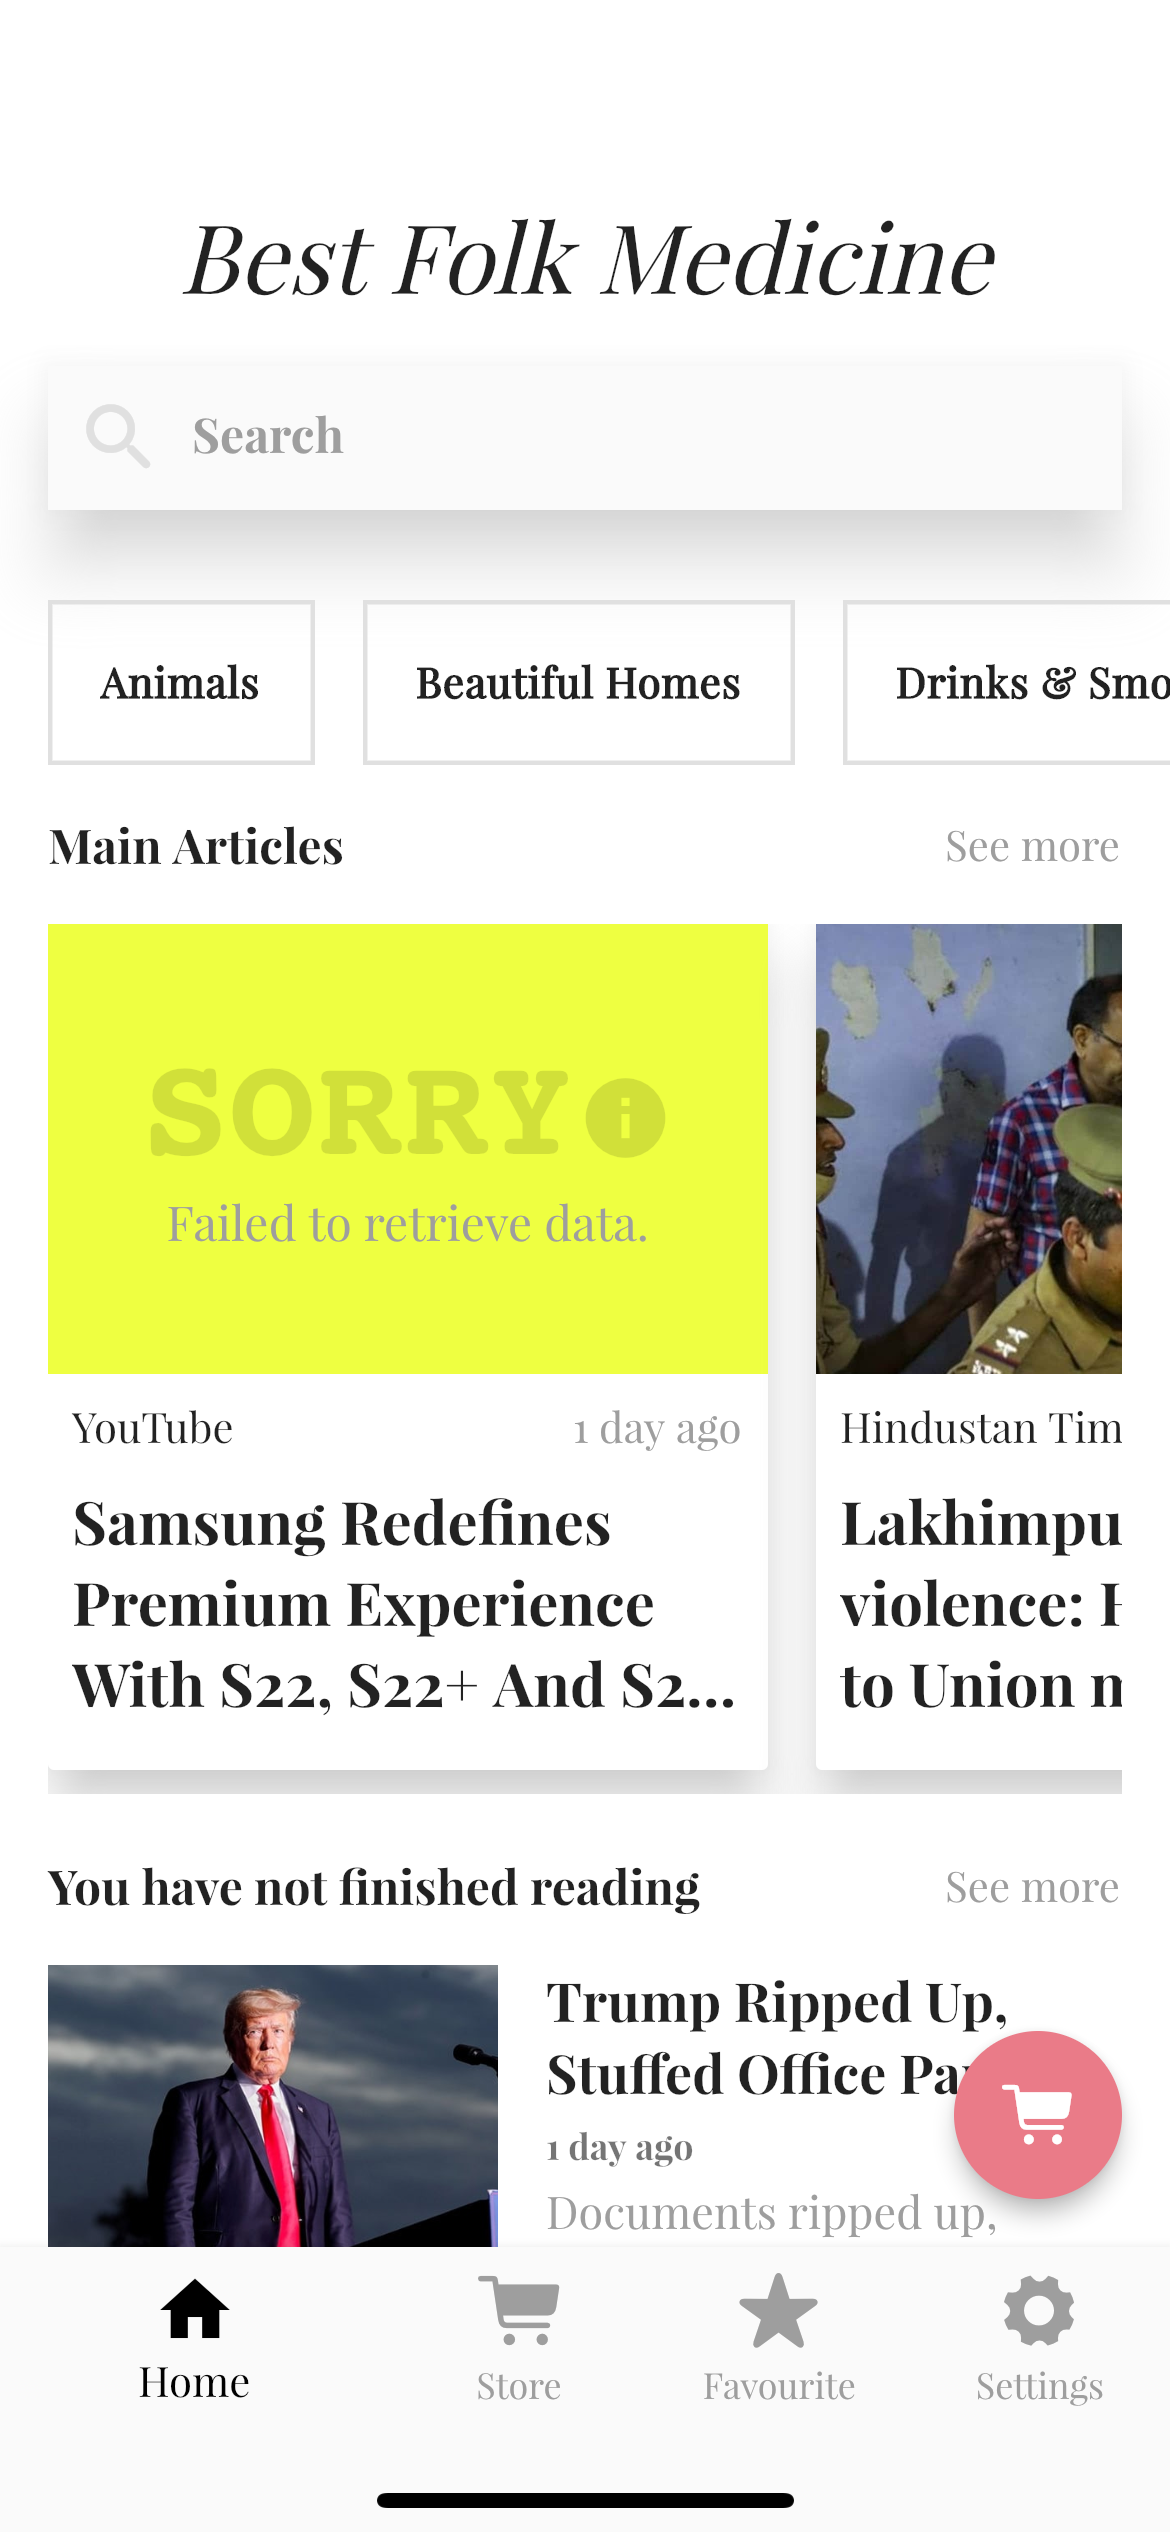 Best Folk Medicine
Search
Animals
Beautiful Homes
Drinks & Smo
Main Articles
See more
SORRY
Failed to retrieve data.
YouTube
1 day ago
Samsung Redefines
Premium Experience
With S22, S22+ And S2...
Hindustan Tim
Lakhimpu
violence: H
to Union m
You have not finished reading
See more
Trump Ripped Up,
Stuffed Office Pa
1 day ago
Documents ripped up,
Home
Store
Favourite
Settings